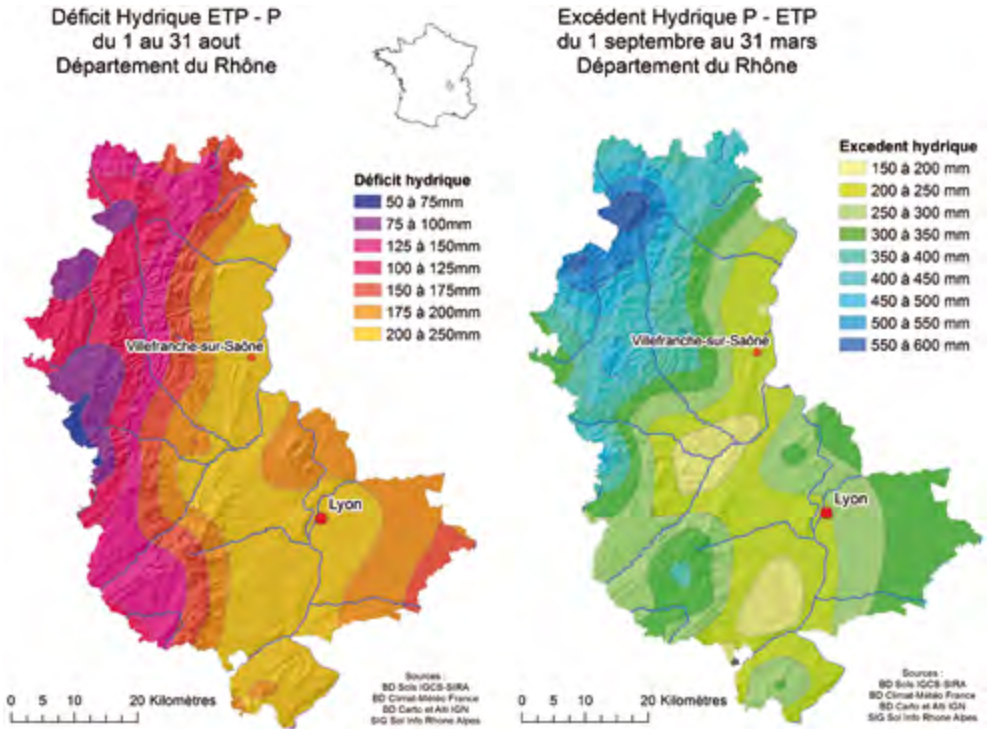 Déficit Hydrique ETP - P
du 1 au 31 aout
Département du Rhône
Déficit hydrique
50 à 75mm
75 à 100mm
125 à 150mm
100 à 125mm
150 à 175mm
175 à 200mm
200 à 250mm
Villefranche-sur-Saône
Lyon
0 5 10 20 Kilomètres
Sources :
BD Sols IGCS-SIRA
BD Climat-Météo France
BD Carto et Alti IGN
SIG Sol Info Rhone Alpes
Excédent Hydrique P - ETP
du 1 septembre au 31 mars
Département du Rhône
Excedent hydrique
150 à 200 mm
200 à 250 mm
250 à 300 mm
300 à 350 mm
350 à 400 mm
400 à 450 mm
450 à 500 mm
500 à 550 mm
550 à 600 mm
Villefranche-sur-Saône
Lyon
0 5 10 20 Kilomètres
Sources :
BD Sols IGCS-SIRA
BD Climat-Météo France
BD Carto et Alti IGN
SIG Sol Info Rhone Alpes